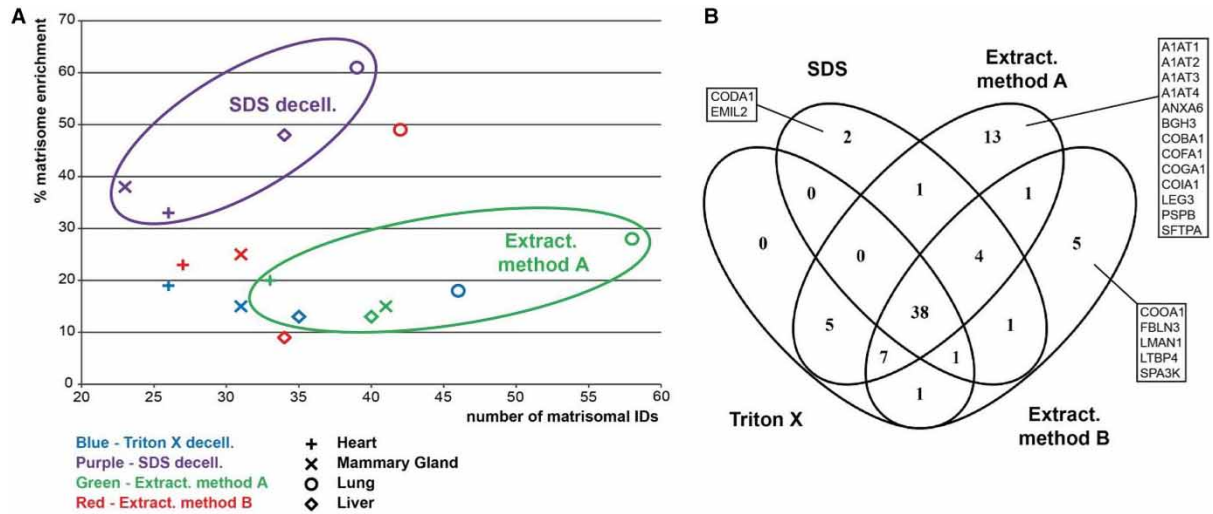 A
70
60
50
40
30
20
10
0
% matrisome enrichment
SDS decell.
Extract.
method A
20
25
30
35
40
45
50
55
60
number of matrisomal IDs
Blue - Triton X decell.
Purple - SDS decell.
Green - Extract. method A
Red - Extract. method B
Heart
Mammary Gland
Lung
Liver
B
SDS
Extract.
method A
CODA1
EMIL2
A1AT1
A1AT2
A1AT3
A1AT4
ANXA6
BGH3
COBA1
COFA1
COGA1
COIA1
LEG3
PSPB
SFTPA
2
13
0
1
1
0
0
4
5
5
38
1
7
1
1
COOA1
FBLN3
LMAN1
LTBP4
SPA3K
Triton X
Extract.
method B